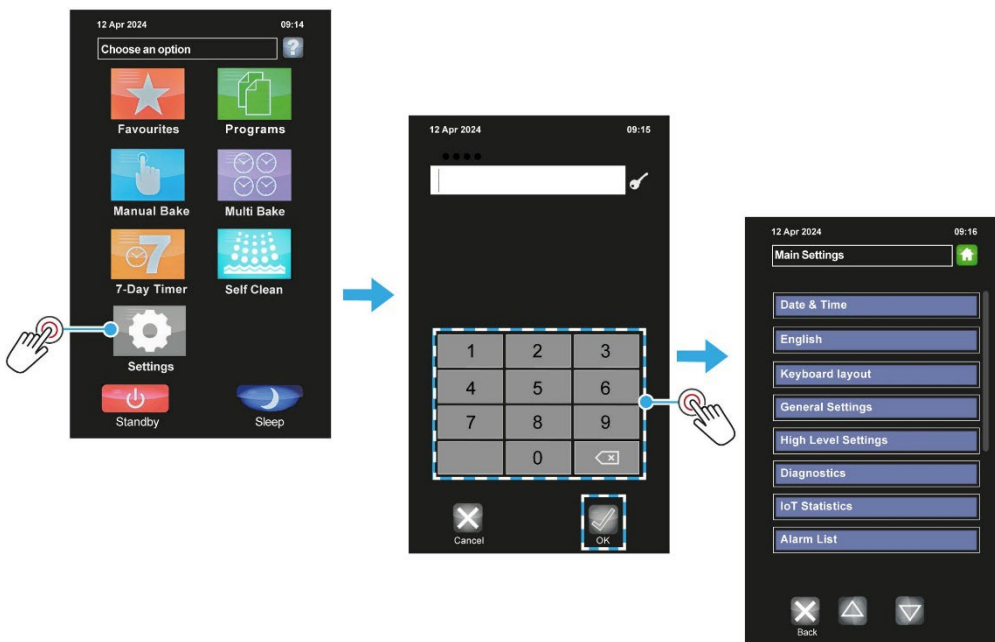 12 Apr 2024 09:14
Choose an option
?
Favourites Programs
Manual Bake Multi Bake
7
7-Day Timer Self Clean
Settings
Standby Sleep
12 Apr 2024 09:15
1 2 3
4 5 6
7 8 9
0
Cancel OK
12 Apr 2024 09:16
Main Settings
Date & Time
English
Keyboard layout
General Settings
High Level Settings
Diagnostics
IoT Statistics
Alarm List
Back